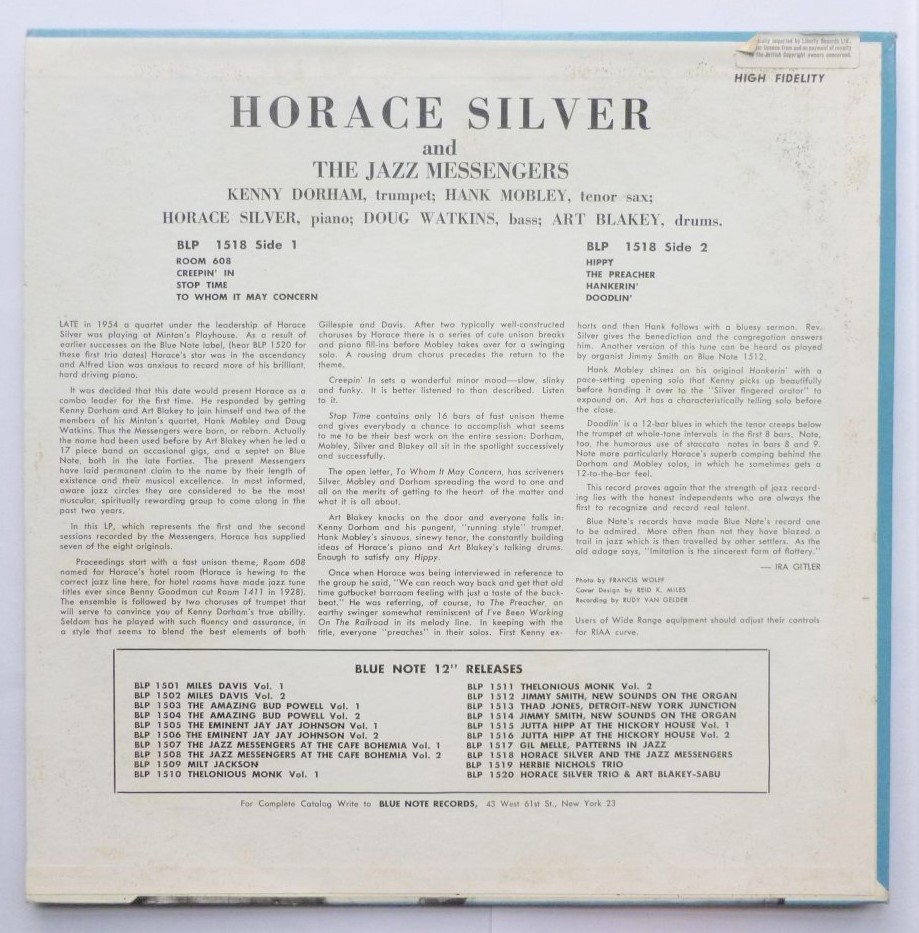 ally imported by Liberty Records Ltd.
er licence from and on payment of royalty
the British Copyright owners concerned.
HIGH FIDELITY
HORACE SILVER
and
THE JAZZ MESSENGERS
KENNY DORHAM, trumpet; HANK MOBLEY, tenor sax;
HORACE SILVER, piano; DOUG WATKINS, bass; ART BLAKEY, drums.
BLP 1518 Side 1
ROOM 608
CREEPIN' IN
STOP TIME
TO WHOM IT MAY CONCERN
BLP 1518 Side 2
HIPPY
THE PREACHER
HANKERIN'
DOODLIN'
LATE in 1954 a quartet under the leadership of Horace
Silver was playing at Minton's Playhouse. As a result of
earlier successes on the Blue Note label, (hear BLP 1520 for
these first trio dates) Horace's star was in the ascendancy
and Alfred Lion was anxious to record more of his brilliant,
hard driving piano.
It was decided that this date would present Horace as a
combo leader for the first time. He responded by getting
Kenny Dorham and Art Blakey to join himself and two of the
members of his Minton's quartet, Hank Mobley and Doug
Watkins. Thus the Messengers were born, or reborn. Actually
the name had been used before by Art Blakey when he led a
17 piece band on occasional gigs, and a septet on Blue
Note, both in the late Forties. The present Messengers
have laid permanent claim to the name by their length of
existence and their musical excellence. In most informed,
aware jazz circles they are considered to be the most
muscular, spiritually rewarding group to come along in the
past two years.
In this LP, which represents the first and the second
sessions recorded by the Messengers, Horace has supplied
seven of the eight originals.
Proceedings start with a fast unison theme, Room 608
named for Horace's hotel room (Horace is hewing to the
correct jazz line here, for hotel rooms have made jazz tune
titles ever since Benny Goodman cut Room 1411 in 1928).
The ensemble is followed by two choruses of trumpet that
will serve to convince you of Kenny Dorham's true ability.
Seldom has he played with such fluency and assurance, in
a style that seems to blend the best elements of both
Gillespie and Davis. After two typically well-constructed
choruses by Horace there is a series of cute unison breaks
and piano fill-ins before Mobley takes over for a swinging
solo. A rousing drum chorus precedes the return to the
theme.
Creepin' In sets a wonderful minor mood—slow, slinky
and funky. It is better listened to than described. Listen
to it.
Stop Time contains only 16 bars of fast unison theme
and gives everybody a chance to accomplish what seems
to me to be their best work on the entire session: Dorham,
Mobley, Silver and Blakey all sit in the spotlight successively
and successfully.
The open letter, To Whom It May Concern, has scriveners
Silver, Mobley and Dorham spreading the word to one and
all on the merits of getting to the heart of the matter and
what it is all about.
Art Blakey knocks on the door and everyone falls in:
Kenny Dorham and his pungent, "running style" trumpet,
Hank Mobley's sinuous, sinewy tenor, the constantly building
ideas of Horace's piano and Art Blakey's talking drums.
Enough to satisfy any Hippy.
Once when Horace was being interviewed in reference to
the group he said, "We can reach way back and get that old
time gutbucket barroom feeling with just a taste of the back-
beat." He was referring, of course, to The Preacher, an
earthy swinger somewhat reminiscent of I've Been Working
On The Railroad in its melody line. In keeping with the
title, everyone "preaches" in their solos. First Kenny ex-
horts and then Hank follows with a bluesy sermon. Rev.
Silver gives the benediction and the congregation answers
him. Another version of this tune can be heard as played
by organist Jimmy Smith on Blue Note 1512.
Hank Mobley shines on his original Hankerin' with a
pace-setting opening solo that Kenny picks up beautifully
before handing it over to the "Silver fingered orator" to
expound on. Art has a characteristically telling solo before
the close.
Doodlin' is a 12-bar blues in which the tenor creeps below
the trumpet at whole-tone intervals in the first 8 bars. Note,
too, the humorous use of staccato notes in bars 8 and 9.
Note more particularly Horace's superb comping behind the
Dorham and Mobley solos, in which he sometimes gets a
12-to-the-bar feel.
This record proves again that the strength of jazz record-
ing lies with the honest independents who are always the
first to recognize and record real talent.
Blue Note's records have made Blue Note's record one
to be admired. More often than not they have blazed a
trail in jazz which is then travelled by other settlers. As the
old adage says, "Imitation is the sincerest form of flattery."
— IRA GITLER
Photo by FRANCIS WOLFF
Cover Design by REID K. MILES
Recording by RUDY VAN GELDER
Users of Wide Range equipment should adjust their controls
for RIAA curve.
BLUE NOTE 12" RELEASES
BLP 1501 MILES DAVIS Vol. 1
BLP 1502 MILES DAVIS Vol. 2
BLP 1503 THE AMAZING BUD POWELL Vol. 1
BLP 1504 THE AMAZING BUD POWELL Vol. 2
BLP 1505 THE EMINENT JAY JAY JOHNSON Vol. 1
BLP 1506 THE EMINENT JAY JAY JOHNSON Vol. 2
BLP 1507 THE JAZZ MESSENGERS AT THE CAFE BOHEMIA Vol. 1
BLP 1508 THE JAZZ MESSENGERS AT THE CAFE BOHEMIA Vol. 2
BLP 1509 MILT JACKSON
BLP 1510 THELONIOUS MONK Vol. 1
BLP 1511 THELONIOUS MONK Vol. 2
BLP 1512 JIMMY SMITH, NEW SOUNDS ON THE ORGAN
BLP 1513 THAD JONES, DETROIT-NEW YORK JUNCTION
BLP 1514 JIMMY SMITH, NEW SOUNDS ON THE ORGAN
BLP 1515 JUTTA HIPP AT THE HICKORY HOUSE Vol. 1
BLP 1516 JUTTA HIPP AT THE HICKORY HOUSE Vol. 2
BLP 1517 GIL MELLE, PATTERNS IN JAZZ
BLP 1518 HORACE SILVER AND THE JAZZ MESSENGERS
BLP 1519 HERBIE NICHOLS TRIO
BLP 1520 HORACE SILVER TRIO & ART BLAKEY-SABU
For Complete Catalog Write to BLUE NOTE RECORDS, 43 West 61st St., New York 23